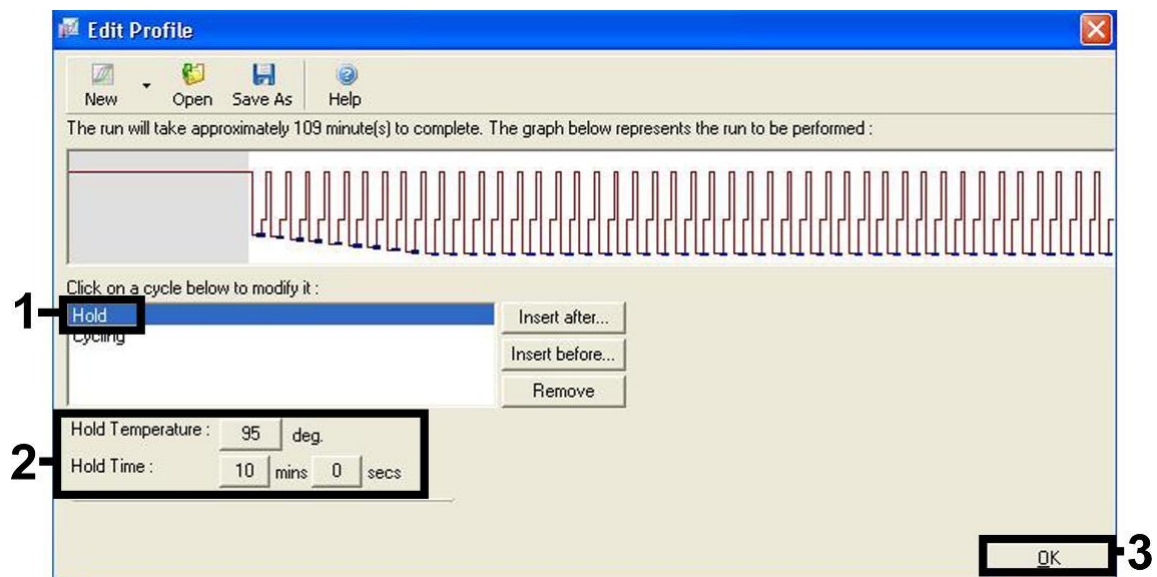 Edit Profile
New Open Save As Help
The run will take approximately 109 minute(s) to complete. The graph below represents the run to be performed :
Click on a cycle below to modify it :
1
Hold
Cycling
Insert after...
Insert before...
Remove
2
Hold Temperature : 95 deg.
Hold Time : 10 mins 0 secs
OK
3